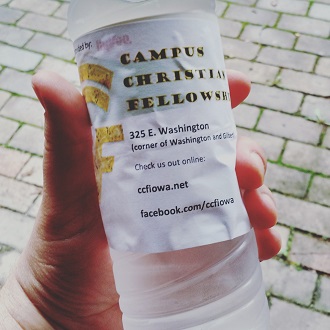 by:
CAMPUS
CHRISTIAN
FELLOWSH
325 E. Washington
(corner of Washington and Gilbert)
Check us out online:
ccfiowa.net
facebook.com/ccfiowa